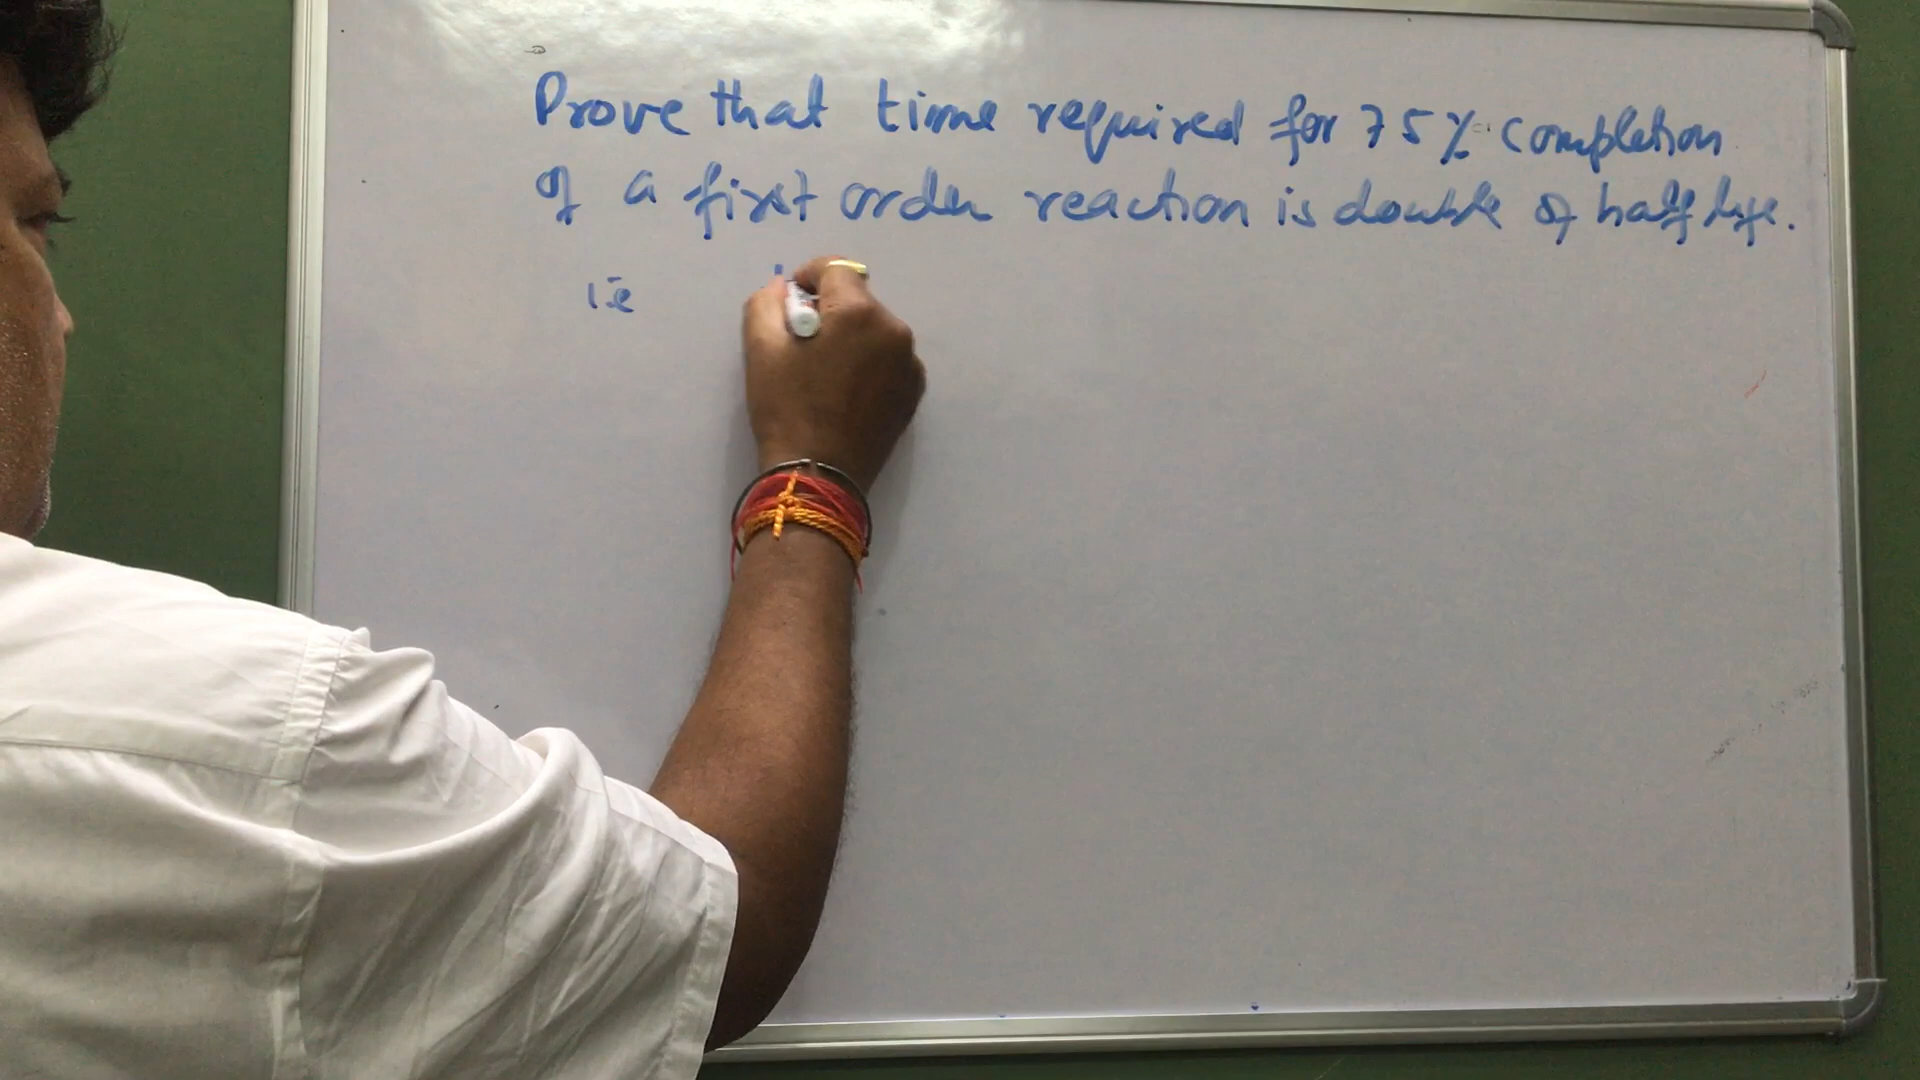 Prove that time required for 75% completion
of a first order reaction is double of half life.
i.e